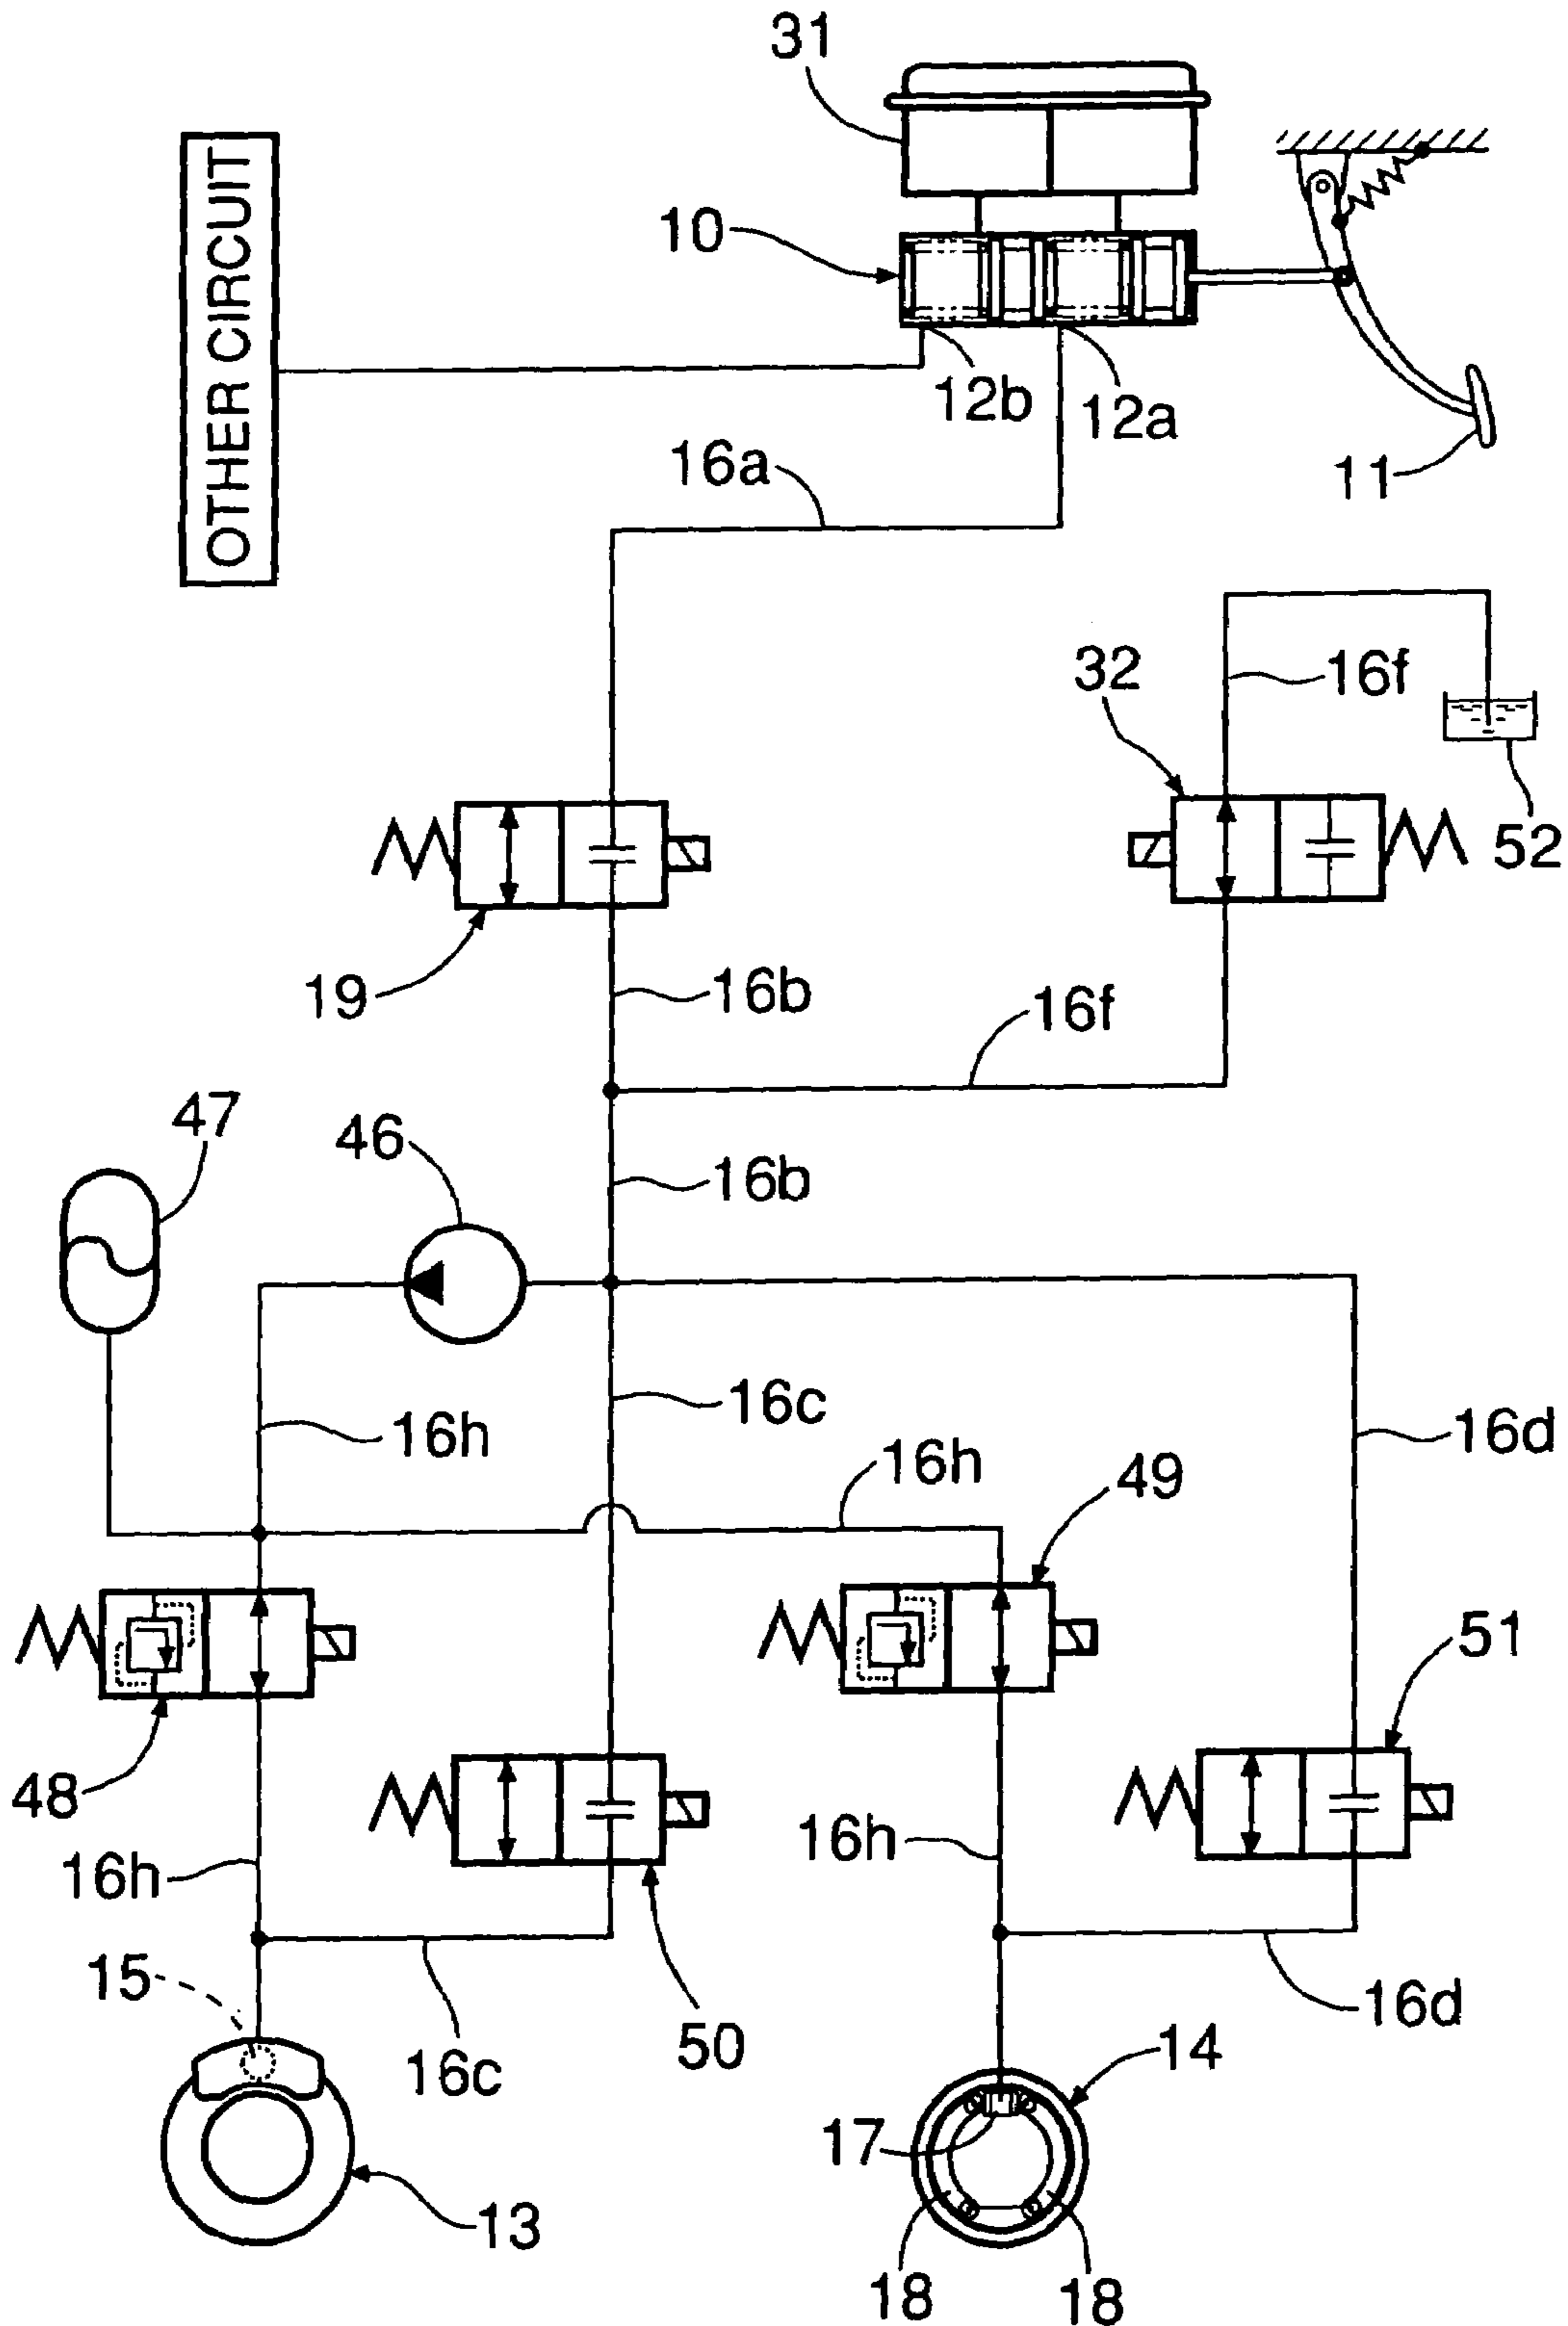 31
OTHER CIRCUIT
10
12b
12a
11
16a
32
16f
52
19
16b
16f
47
46
16b
16c
16h
16d
16h
49
51
48
16h
16h
15
16c
50
16d
14
17
13
18
18